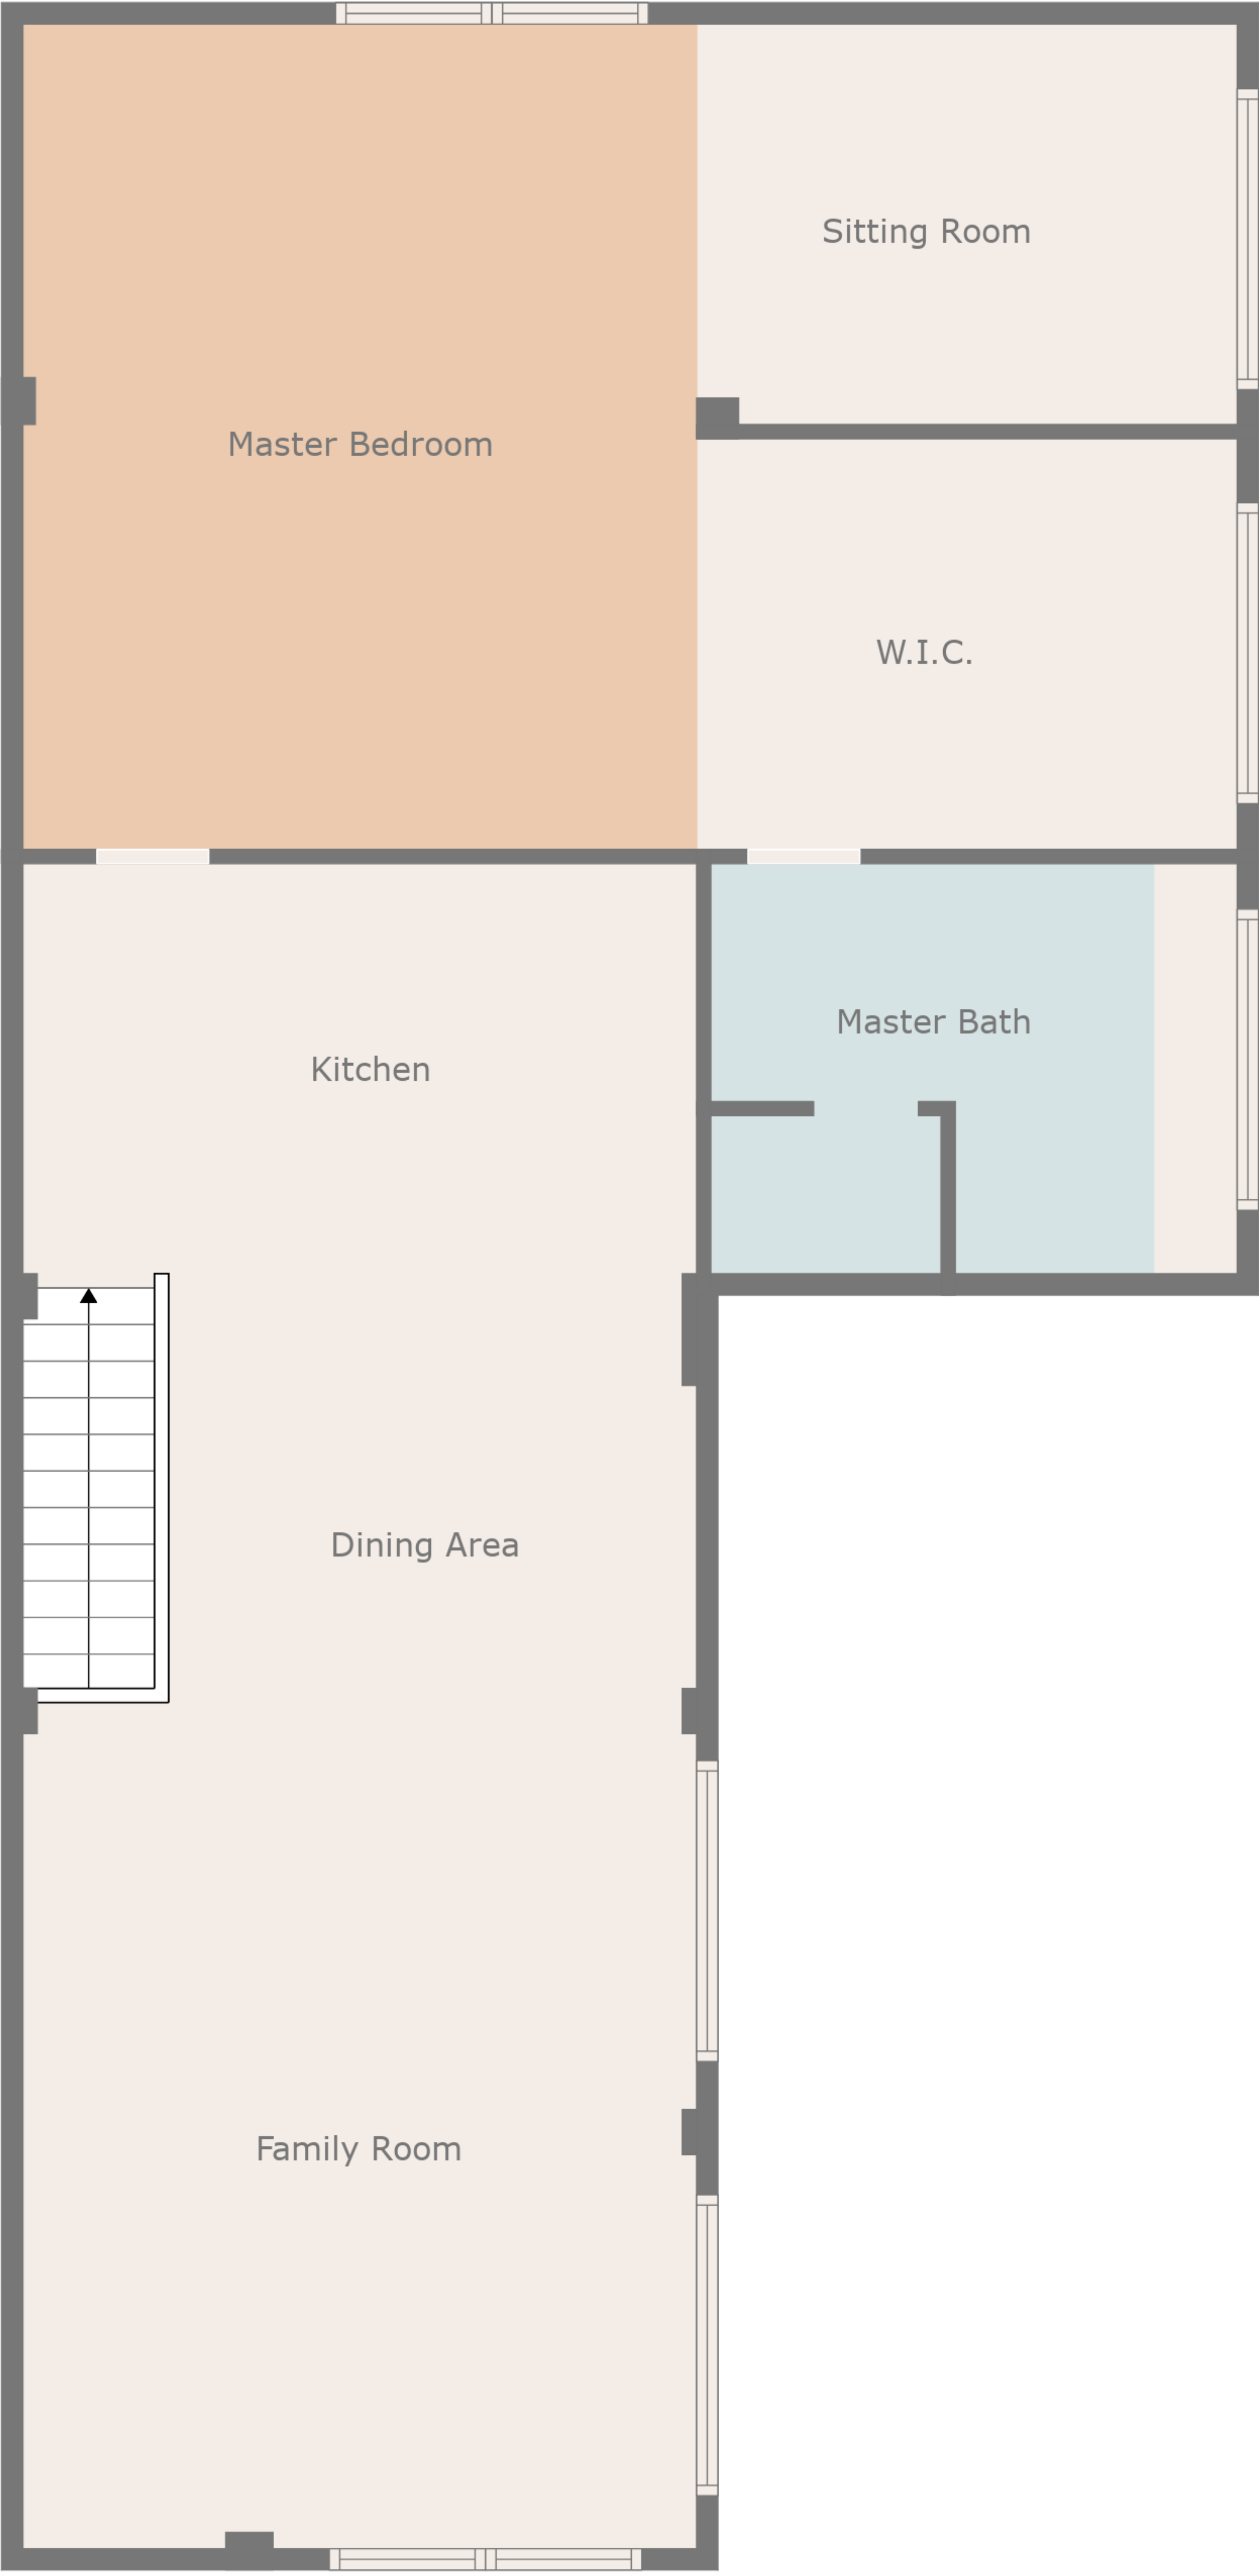 Sitting Room
Master Bedroom
W.I.C.
Master Bath
Kitchen
Dining Area
Family Room